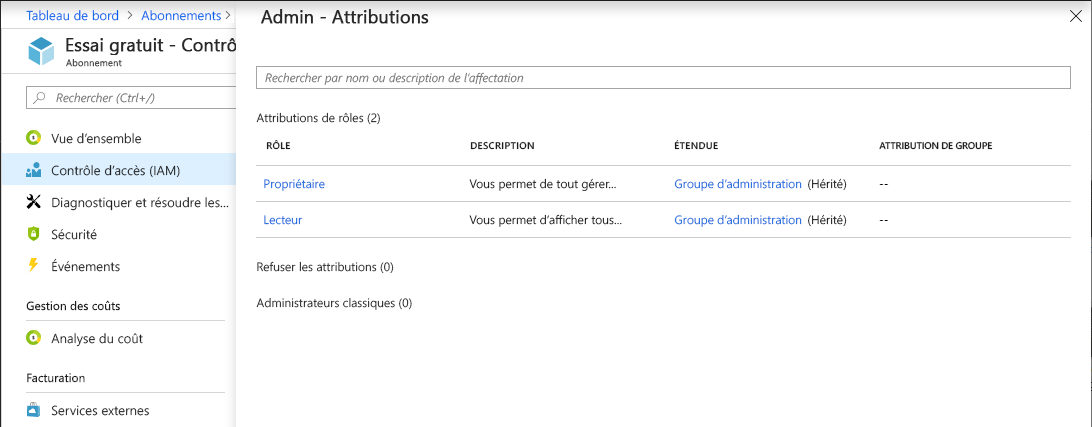 Tableau de bord > Abonnements >
Essai gratuit - Contrô
Abonnement
Rechercher (Ctrl+/)
Vue d’ensemble
Contrôle d’accès (IAM)
Diagnostiquer et résoudre les...
Sécurité
Événements
Gestion des coûts
Analyse du coût
Facturation
Services externes
Admin - Attributions
Rechercher par nom ou description de l’affectation
Attributions de rôles (2)
RÔLE DESCRIPTION ÉTENDUE ATTRIBUTION DE GROUPE
Propriétaire Vous permet de tout gérer... Groupe d’administration (Hérité) --
Lecteur Vous permet d’afficher tous... Groupe d’administration (Hérité) --
Refuser les attributions (0)
Administrateurs classiques (0)